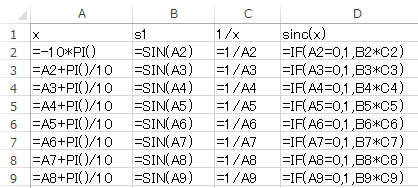 A B C D
1 x s1 1/x sinc(x)
2 =-10*PI() =SIN(A2) =1/A2 =IF(A2=0,1,B2*C2)
3 =A2+PI()/10 =SIN(A3) =1/A3 =IF(A3=0,1,B3*C3)
4 =A3+PI()/10 =SIN(A4) =1/A4 =IF(A4=0,1,B4*C4)
5 =A4+PI()/10 =SIN(A5) =1/A5 =IF(A5=0,1,B5*C5)
6 =A5+PI()/10 =SIN(A6) =1/A6 =IF(A6=0,1,B6*C6)
7 =A6+PI()/10 =SIN(A7) =1/A7 =IF(A7=0,1,B7*C7)
8 =A7+PI()/10 =SIN(A8) =1/A8 =IF(A8=0,1,B8*C8)
9 =A8+PI()/10 =SIN(A9) =1/A9 =IF(A9=0,1,B9*C9)